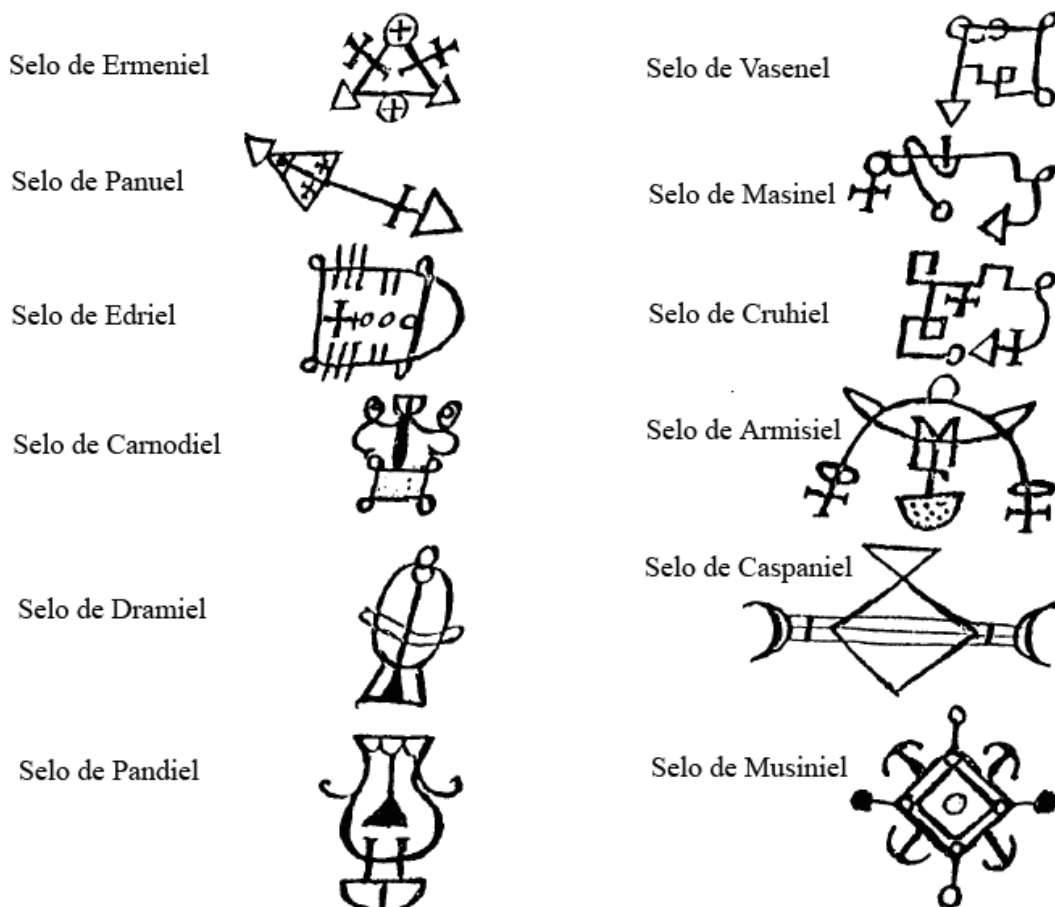 Selo de Ermeniel
Selo de Vasenel
Selo de Panuel
Selo de Masinel
Selo de Edriel
Selo de Cruhiel
Selo de Carnodiel
Selo de Armisiel
Selo de Dramiel
Selo de Caspaniel
Selo de Pandiel
Selo de Musiniel